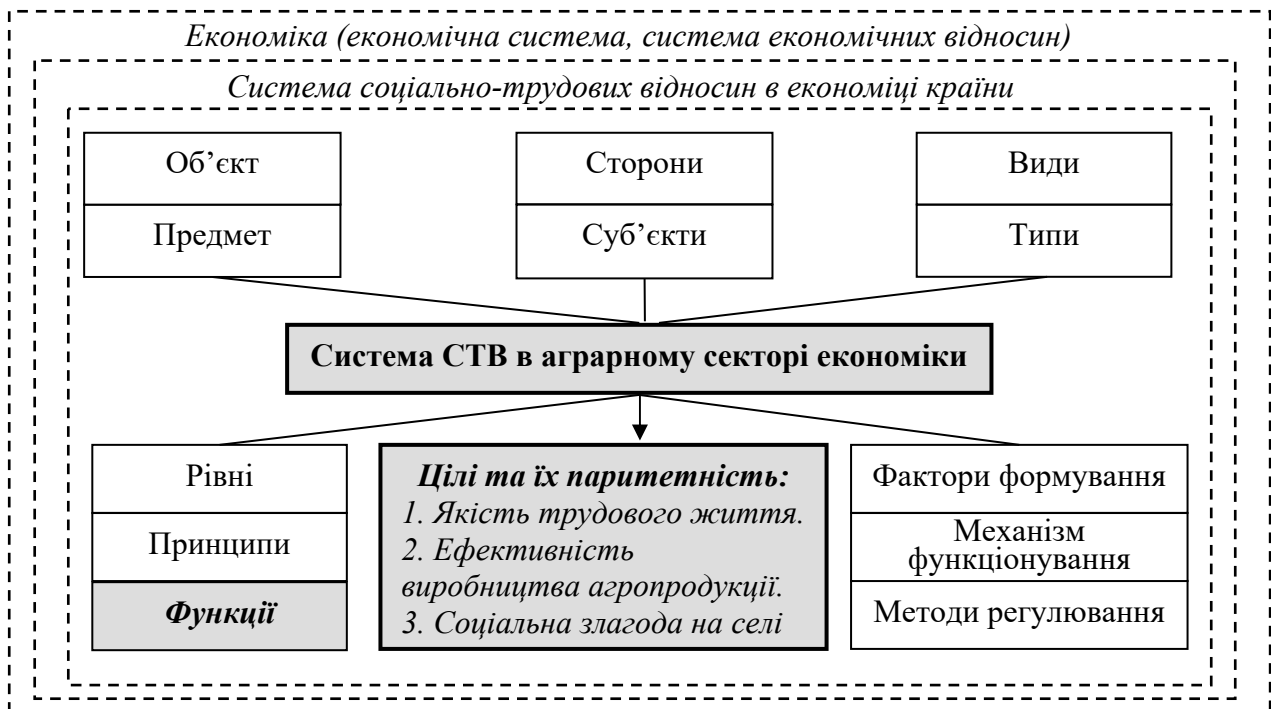 Економіка (економічна система, система економічних відносин)
Система соціально-трудових відносин в економіці країни
Об’єкт
Предмет
Сторони
Суб’єкти
Види
Типи
Система СТВ в аграрному секторі економіки
Рівні
Принципи
Функції
Цілі та їх паритетність:
1. Якість трудового життя.
2. Ефективність
виробництва агропродукції.
3. Соціальна злагода на селі
Фактори формування
Механізм
функціонування
Методи регулювання